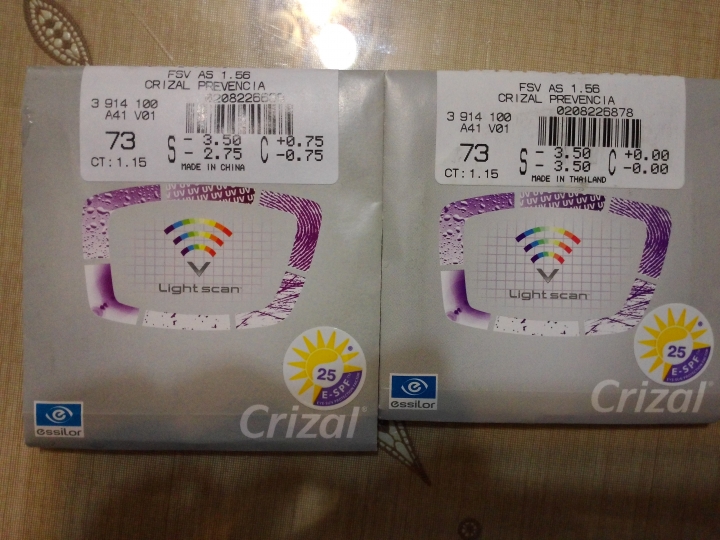 FSV AS 1.56
CRIZAL PREVENCIA
3 914 100
A41 V01
73
CT: 1.15
S - 3.50 C +0.75
- 2.75 -0.75
MADE IN CHINA
UV UV UV UV
Light scan
25
E-SPF
essilor
Crizal®
FSV AS 1.56
CRIZAL PREVENCIA
0208226878
3 914 100
A41 V01
73
CT: 1.15
S - 3.50 C +0.00
- 3.50 -0.00
MADE IN THAILAND
UV UV UV UV
Light scan
25
E-SPF
essilor
Crizal®